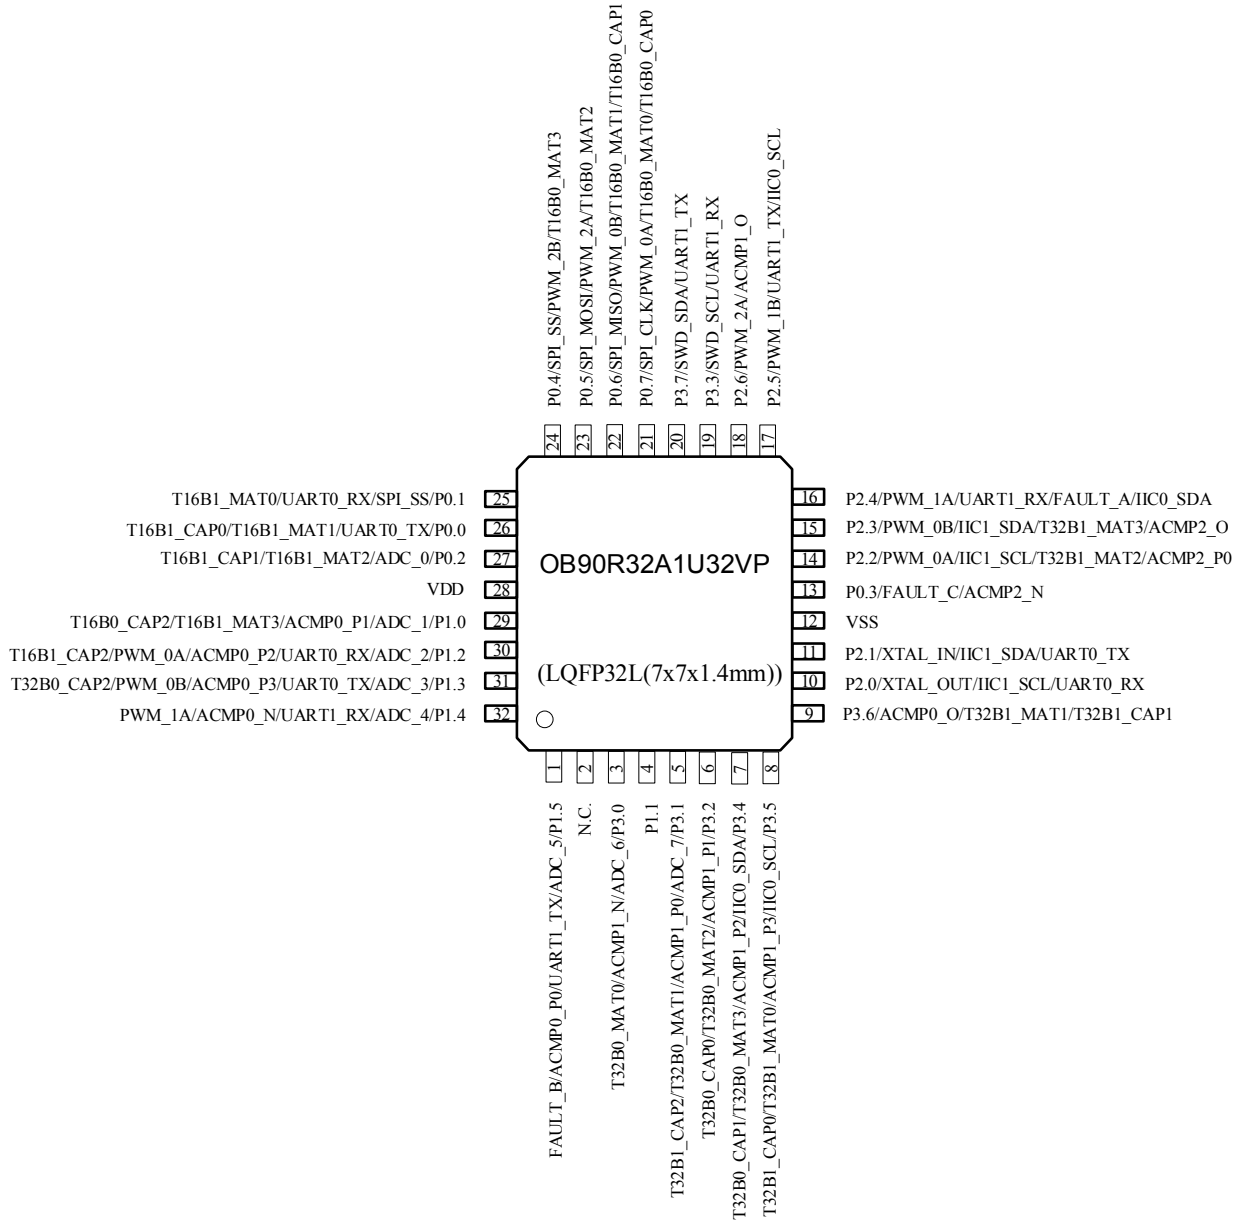 P0.4/SPI_SS/PWM_2B/T16B0_MAT3
P0.5/SPI_MOSI/PWM_2A/T16B0_MAT2
P0.6/SPI_MISO/PWM_0B/T16B0_MAT1/T16B0_CAP1
P0.7/SPI_CLK/PWM_0A/T16B0_MAT0/T16B0_CAP0
P3.7/SWD_SDA/UART1_TX
P3.3/SWD_SCL/UART1_RX
P2.6/PWM_2A/ACMP1_O
P2.5/PWM_1B/UART1_TX/IIC0_SCL
24
23
22
21
20
19
18
17
T16B1_MAT0/UART0_RX/SPI_SS/P0.1 25
T16B1_CAP0/T16B1_MAT1/UART0_TX/P0.0 26
T16B1_CAP1/T16B1_MAT2/ADC_0/P0.2 27
VDD 28
T16B0_CAP2/T16B1_MAT3/ACMP0_P1/ADC_1/P1.0 29
T16B1_CAP2/PWM_0A/ACMP0_P2/UART0_RX/ADC_2/P1.2 30
T32B0_CAP2/PWM_0B/ACMP0_P3/UART0_TX/ADC_3/P1.3 31
PWM_1A/ACMP0_N/UART1_RX/ADC_4/P1.4 32
OB90R32A1U32VP
(LQFP32L(7x7x1.4mm))
16 P2.4/PWM_1A/UART1_RX/FAULT_A/IIC0_SDA
15 P2.3/PWM_0B/IIC1_SDA/T32B1_MAT3/ACMP2_O
14 P2.2/PWM_0A/IIC1_SCL/T32B1_MAT2/ACMP2_P0
13 P0.3/FAULT_C/ACMP2_N
12 VSS
11 P2.1/XTAL_IN/IIC1_SDA/UART0_TX
10 P2.0/XTAL_OUT/IIC1_SCL/UART0_RX
9 P3.6/ACMP0_O/T32B1_MAT1/T32B1_CAP1
1
2
3
4
5
6
7
8
FAULT_B/ACMP0_P0/UART1_TX/ADC_5/P1.5
N.C.
T32B0_MAT0/ACMP1_N/ADC_6/P3.0
P1.1
T32B1_CAP2/T32B0_MAT1/ACMP1_P0/ADC_7/P3.1
T32B0_CAP0/T32B0_MAT2/ACMP1_P1/P3.2
T32B0_CAP1/T32B0_MAT3/ACMP1_P2/IIC0_SDA/P3.4
T32B1_CAP0/T32B1_MAT0/ACMP1_P3/IIC0_SCL/P3.5